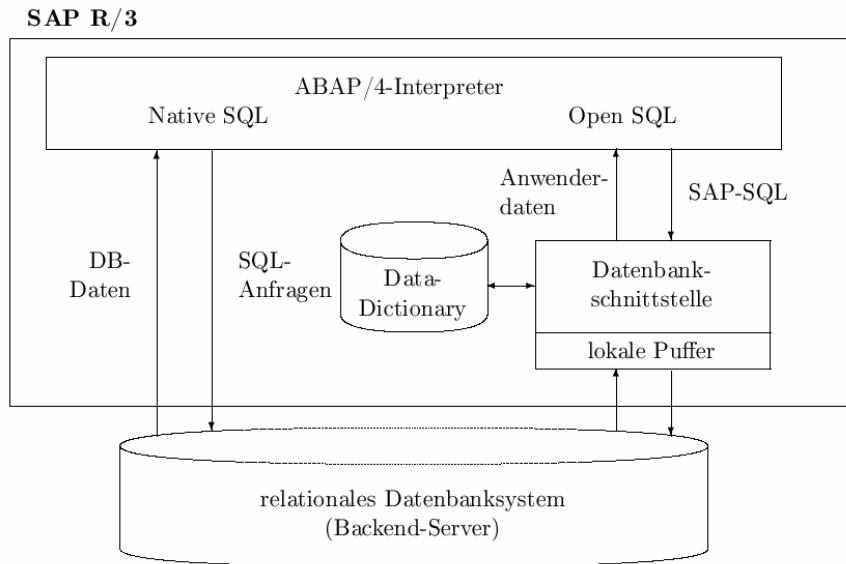 SAP R/3
ABAP/4-Interpreter
Native SQL
Open SQL
Anwender-
daten
SAP-SQL
DB-
Daten
SQL-
Anfragen
Data-
Dictionary
Datenbank-
schnittstelle
lokale Puffer
relationales Datenbanksystem
(Backend-Server)